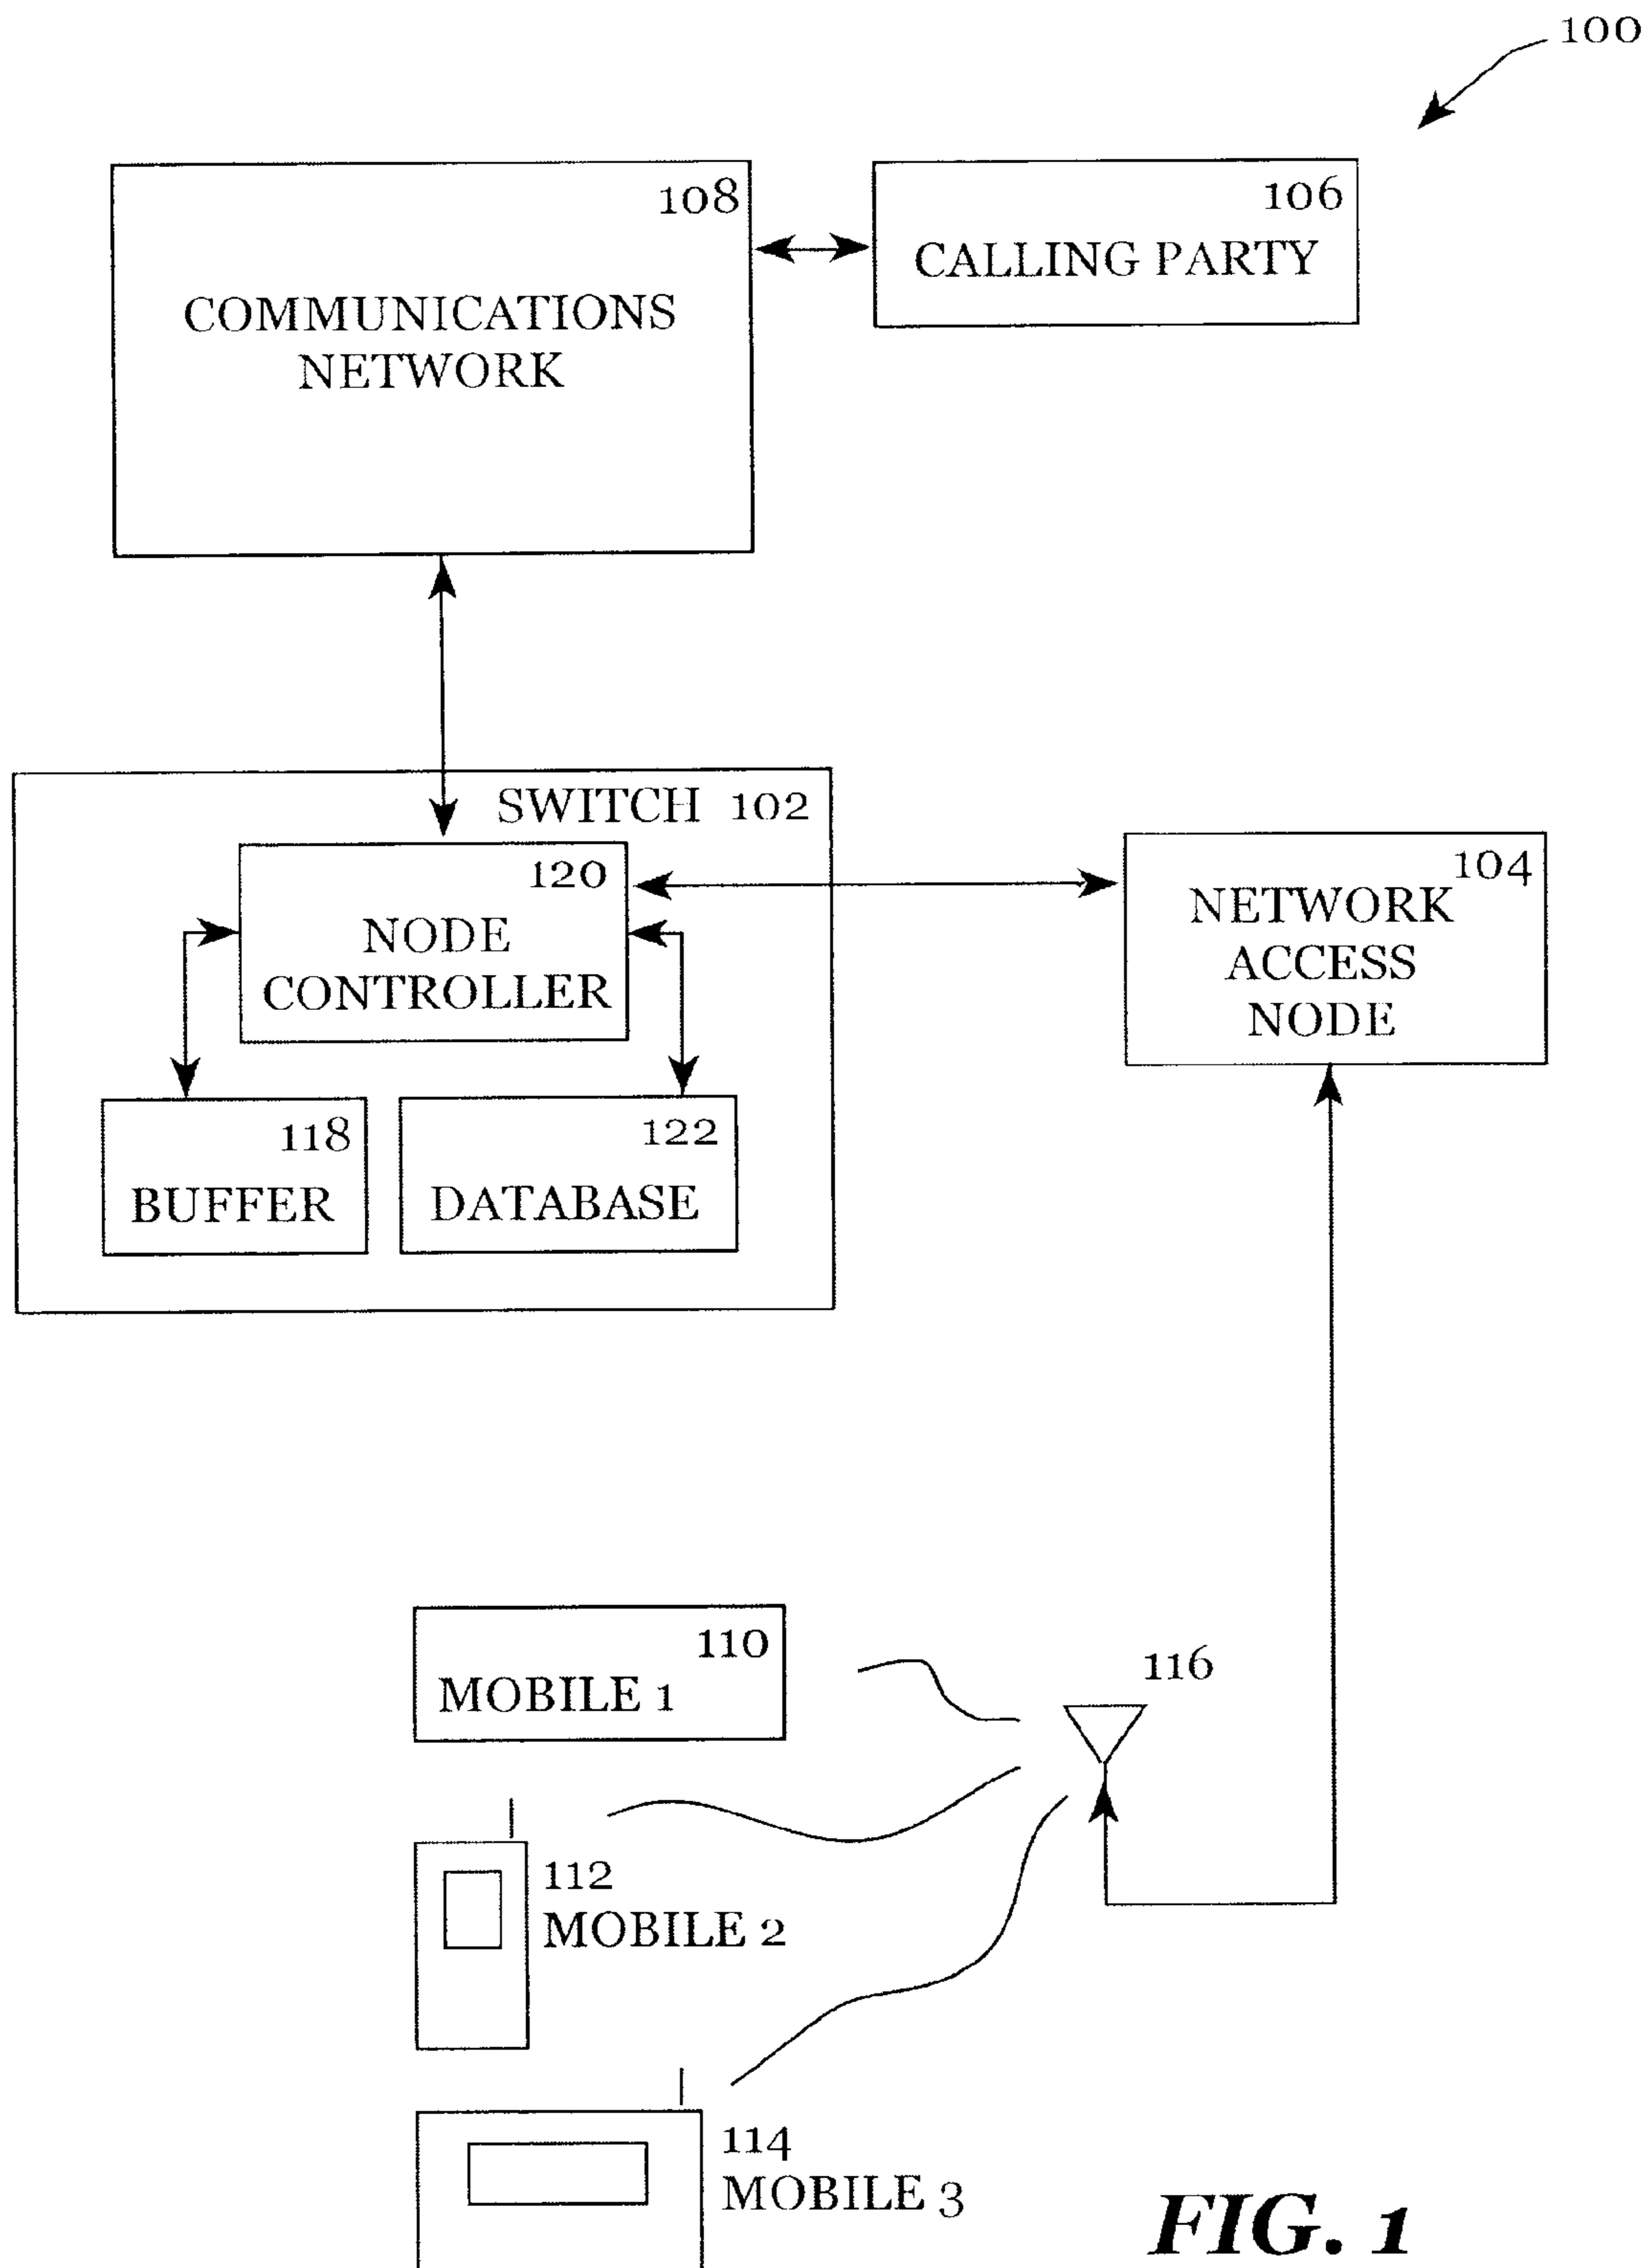 100
108
COMMUNICATIONS
NETWORK
106
CALLING PARTY
SWITCH 102
120
NODE
CONTROLLER
118
BUFFER
122
DATABASE
104
NETWORK
ACCESS
NODE
110
MOBILE 1
116
112
MOBILE 2
114
MOBILE 3
FIG. 1